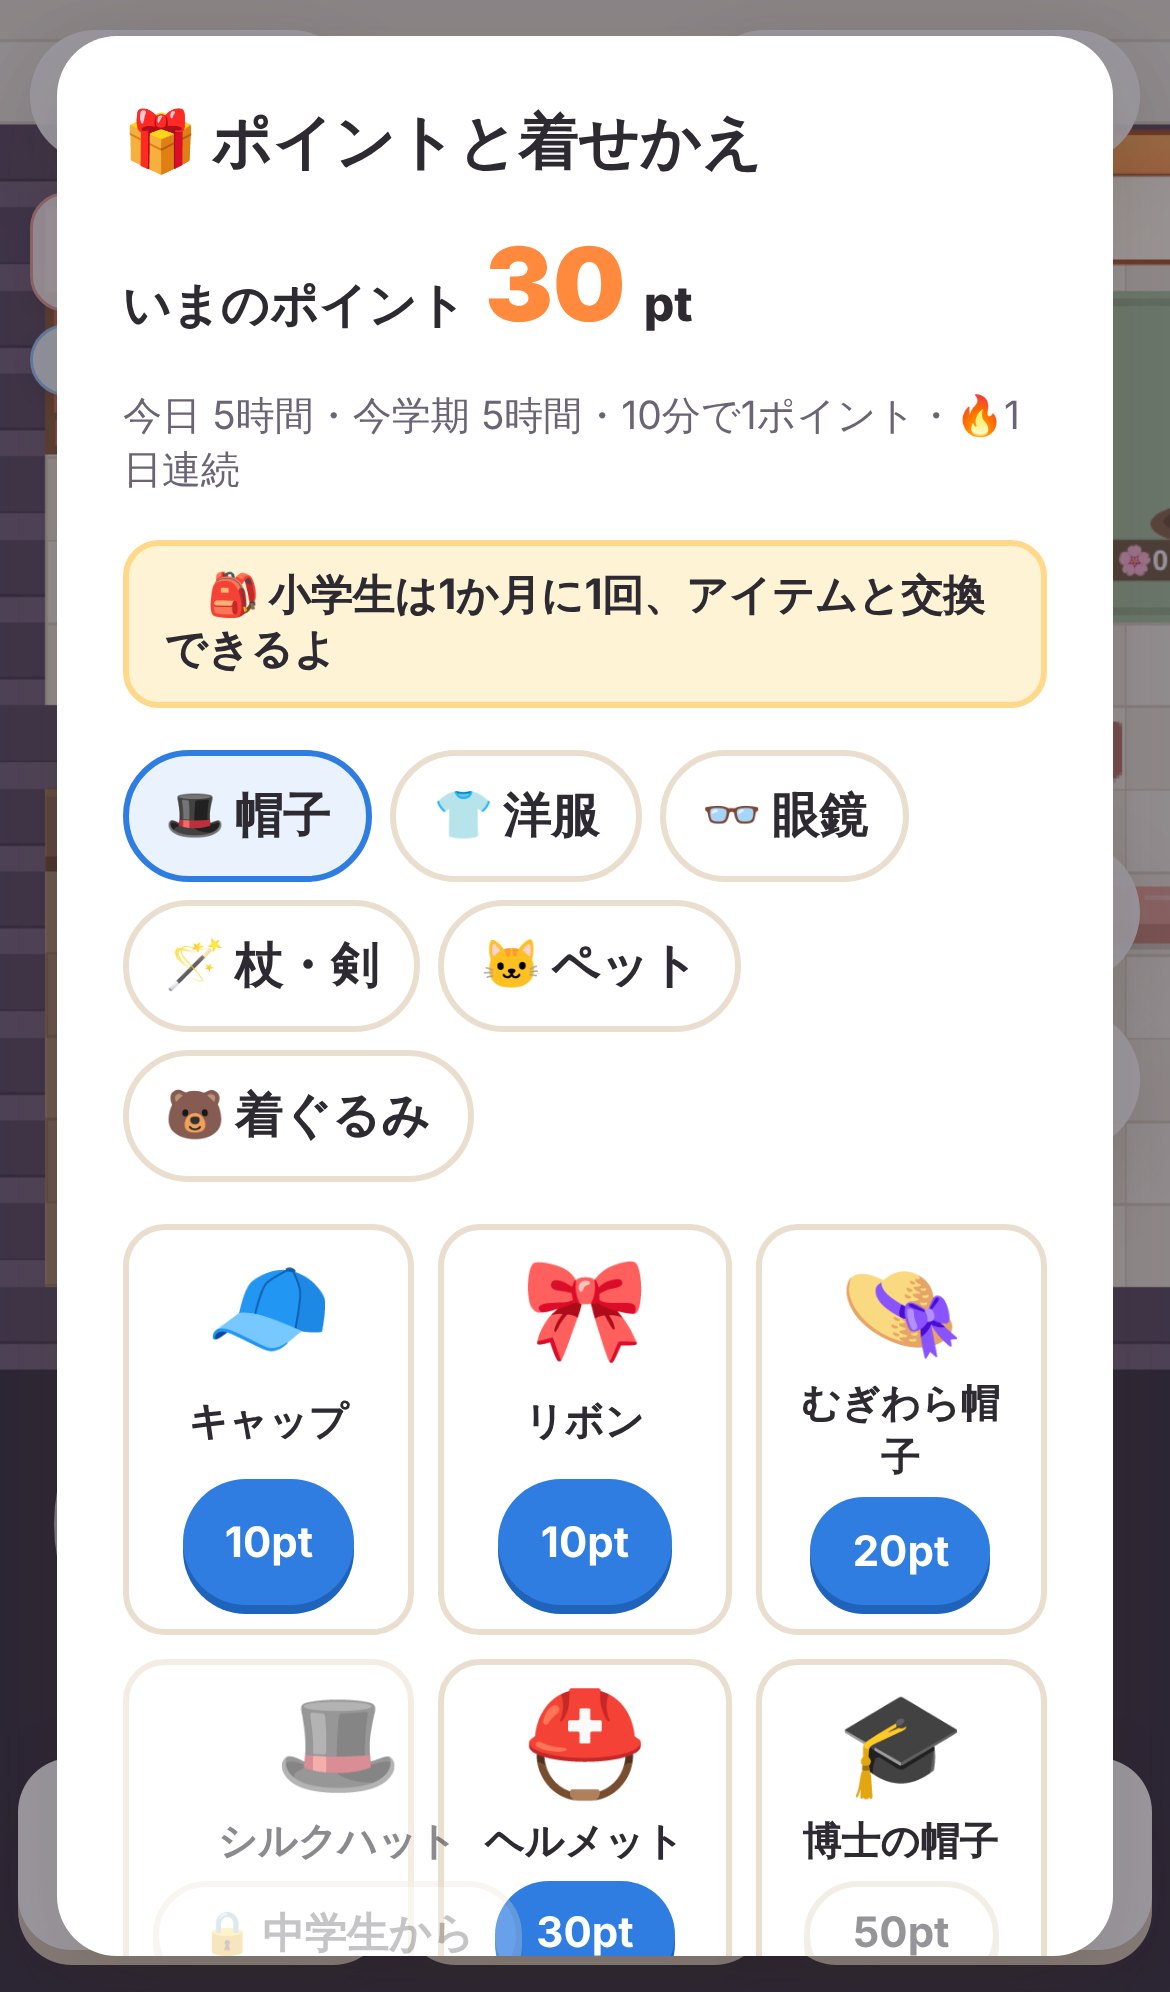 🎁 ポイントと着せかえ
いまのポイント 30 pt
今日 5時間・今学期 5時間・10分で1ポイント・🔥1
日連続
🎒 小学生は1か月に1回、アイテムと交換
できるよ
🎩 帽子 👕 洋服 👓 眼鏡
🪄 杖・剣 🐱 ペット
🐻 着ぐるみ
キャップ リボン むぎわら帽
子
10pt 10pt 20pt
シルクハット ヘルメット 博士の帽子
🔒 中学生から 30pt 50pt
🌸0